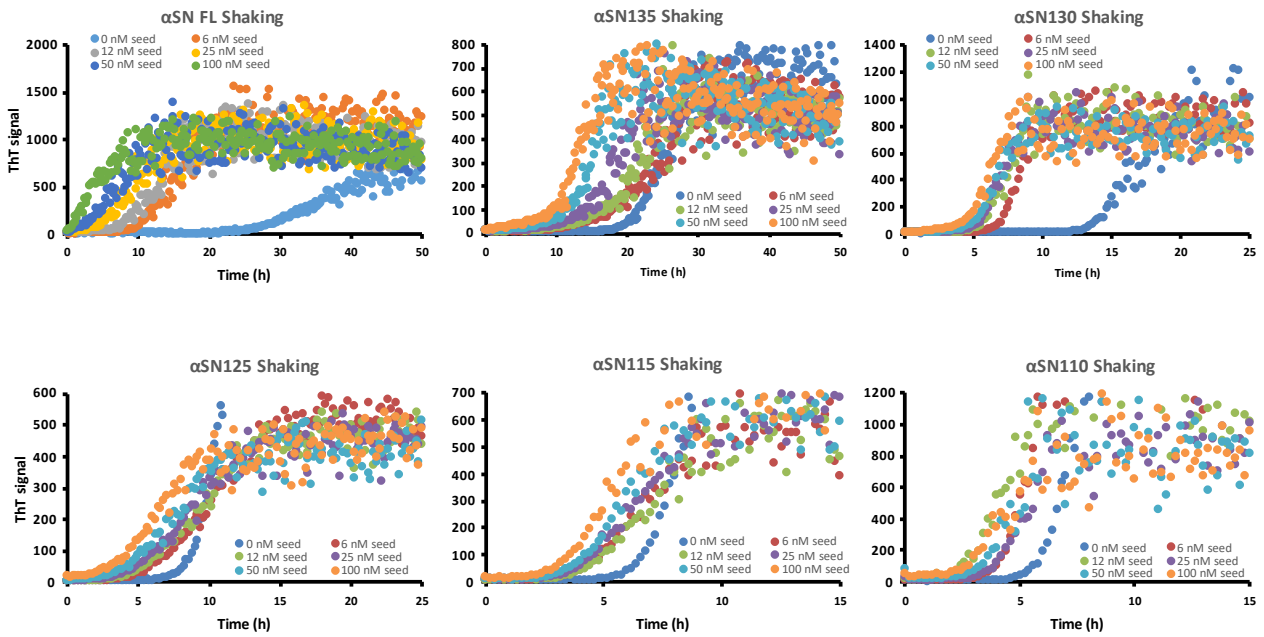 αSN FL Shaking
0 nM seed 6 nM seed
12 nM seed 25 nM seed
50 nM seed 100 nM seed
2000
1500
1000
500
0
ThT signal
0 10 20 30 40 50
Time (h)
αSN135 Shaking
800
700
600
500
400
300
200
100
0
0 nM seed 6 nM seed
12 nM seed 25 nM seed
50 nM seed 100 nM seed
0 10 20 30 40 50
Time (h)
αSN130 Shaking
0 nM seed 6 nM seed
12 nM seed 25 nM seed
50 nM seed 100 nM seed
1400
1200
1000
800
600
400
200
0
0 5 10 15 20 25
Time (h)
αSN125 Shaking
600
500
400
300
200
100
0
ThT signal
0 nM seed 6 nM seed
12 nM seed 25 nM seed
50 nM seed 100 nM seed
0 5 10 15 20 25
Time (h)
αSN115 Shaking
700
600
500
400
300
200
100
0
0 nM seed 6 nM seed
12 nM seed 25 nM seed
50 nM seed 100 nM seed
0 5 10 15
Time (h)
αSN110 Shaking
1200
1000
800
600
400
200
0
0 nM seed 6 nM seed
12 nM seed 25 nM seed
50 nM seed 100 nM seed
0 5 10 15
Time (h)